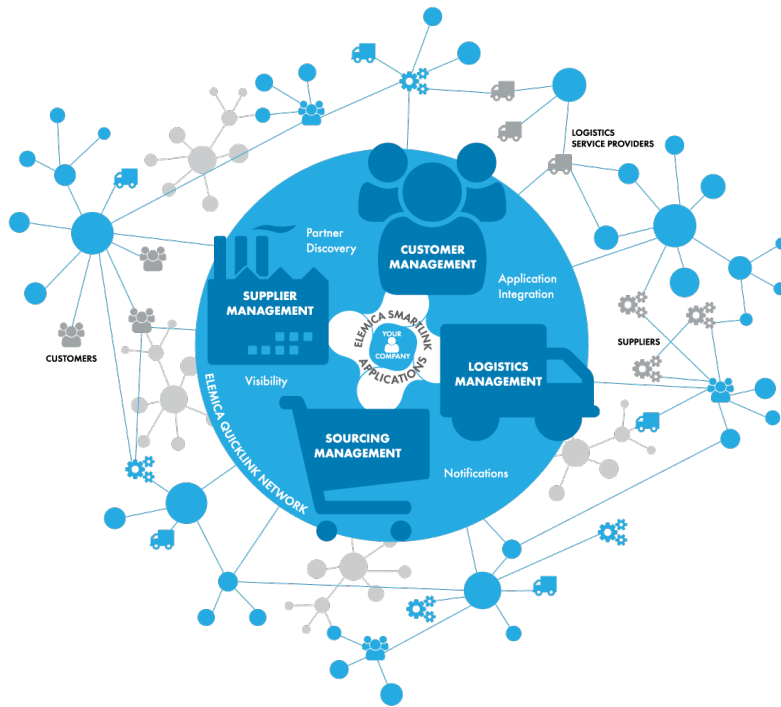 LOGISTICS
SERVICE PROVIDERS
Partner
Discovery
CUSTOMER
MANAGEMENT
Application
Integration
SUPPLIER
MANAGEMENT
ELEMICA SMARTLINK
APPLICATIONS
YOUR
COMPANY
LOGISTICS
MANAGEMENT
CUSTOMERS
SUPPLIERS
Visibility
SOURCING
MANAGEMENT
Notifications
ELEMICA QUICKLINK NETWORK